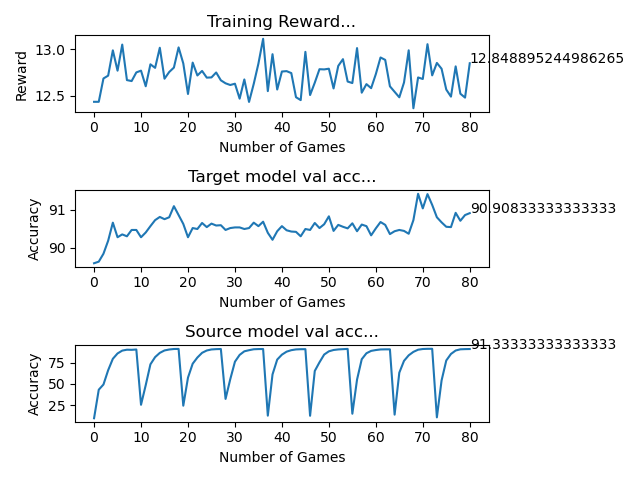 Training Reward...
13.0
12.5
Reward
12.848895244986265
0 10 20 30 40 50 60 70 80
Number of Games
Target model val acc...
91
90
Accuracy
90.90833333333333
0 10 20 30 40 50 60 70 80
Number of Games
Source model val acc...
75
50
25
Accuracy
91.33333333333333
0 10 20 30 40 50 60 70 80
Number of Games